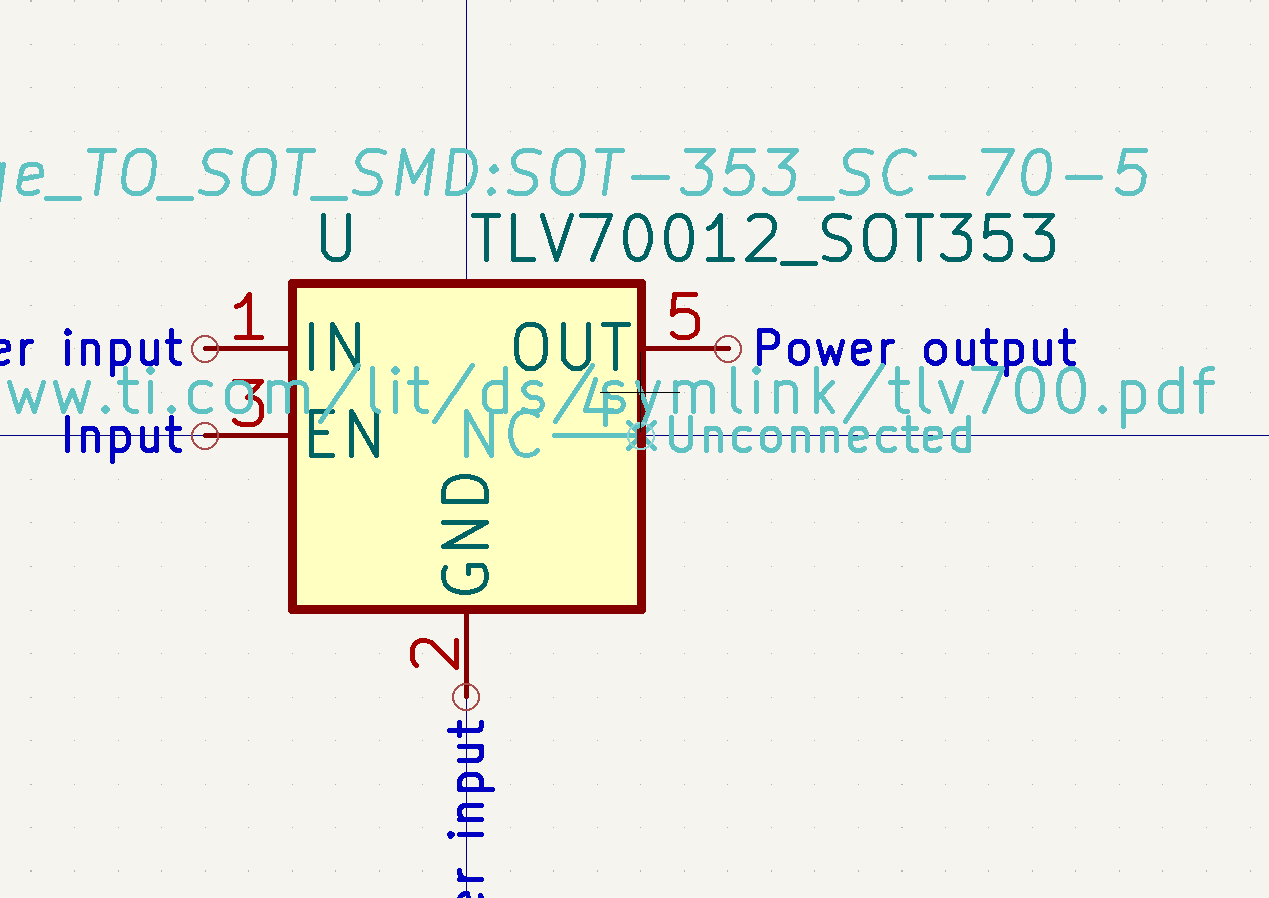 ge_TO_SOT_SMD:SOT-353_SC-70-5
U TLV70012_SOT353
1 5
er input IN OUT Power output
ww.ti.com/lit/ds/symlink/tlv700.pdf
3 4
Input EN NC Unconnected
GND
2
er input